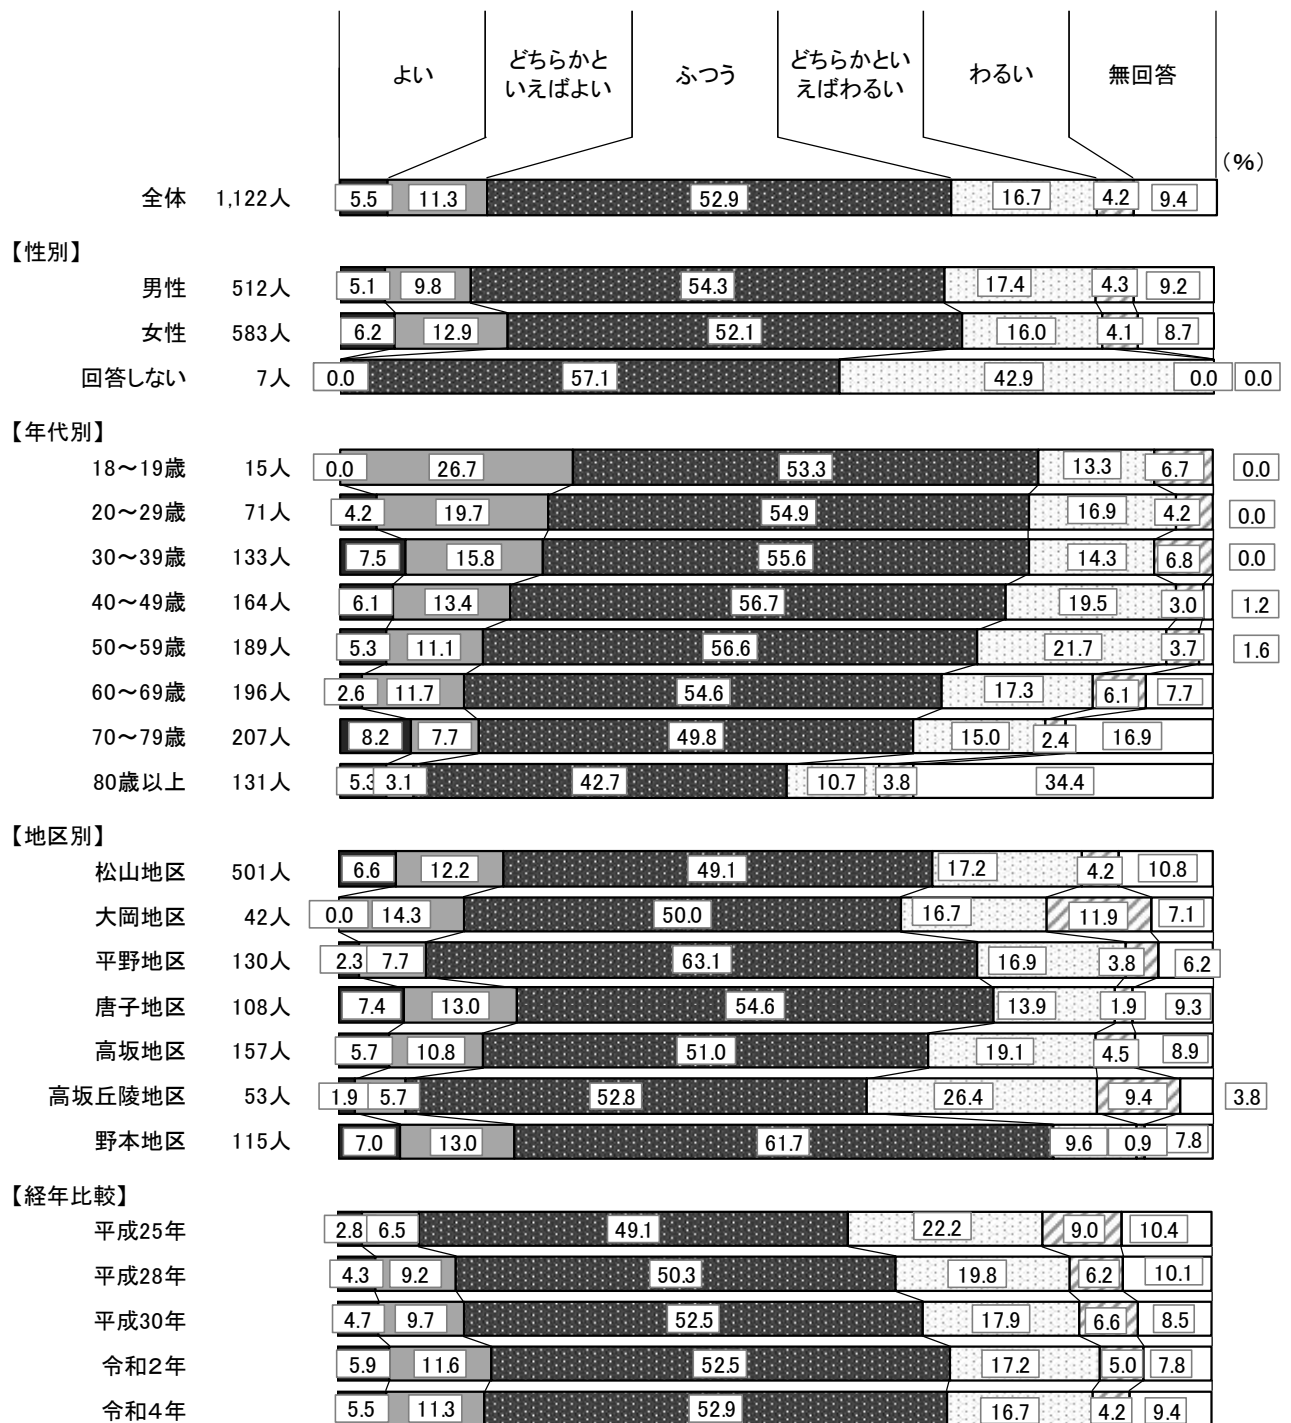 よい
どちらかと
いえばよい
ふつう
どちらかとい
えばわるい
わるい
無回答
(%)
全体 1,122人 5.5 11.3 52.9 16.7 4.2 9.4
【性別】
男性 512人 5.1 9.8 54.3 17.4 4.3 9.2
女性 583人 6.2 12.9 52.1 16.0 4.1 8.7
回答しない 7人 0.0 57.1 42.9 0.0 0.0
【年代別】
18～19歳 15人 0.0 26.7 53.3 13.3 6.7 0.0
20～29歳 71人 4.2 19.7 54.9 16.9 4.2 0.0
30～39歳 133人 7.5 15.8 55.6 14.3 6.8 0.0
40～49歳 164人 6.1 13.4 56.7 19.5 3.0 1.2
50～59歳 189人 5.3 11.1 56.6 21.7 3.7 1.6
60～69歳 196人 2.6 11.7 54.6 17.3 6.1 7.7
70～79歳 207人 8.2 7.7 49.8 15.0 2.4 16.9
80歳以上 131人 5.3 3.1 42.7 10.7 3.8 34.4
【地区別】
松山地区 501人 6.6 12.2 49.1 17.2 4.2 10.8
大岡地区 42人 0.0 14.3 50.0 16.7 11.9 7.1
平野地区 130人 2.3 7.7 63.1 16.9 3.8 6.2
唐子地区 108人 7.4 13.0 54.6 13.9 1.9 9.3
高坂地区 157人 5.7 10.8 51.0 19.1 4.5 8.9
高坂丘陵地区 53人 1.9 5.7 52.8 26.4 9.4 3.8
野本地区 115人 7.0 13.0 61.7 9.6 0.9 7.8
【経年比較】
平成25年 2.8 6.5 49.1 22.2 9.0 10.4
平成28年 4.3 9.2 50.3 19.8 6.2 10.1
平成30年 4.7 9.7 52.5 17.9 6.6 8.5
令和2年 5.9 11.6 52.5 17.2 5.0 7.8
令和4年 5.5 11.3 52.9 16.7 4.2 9.4